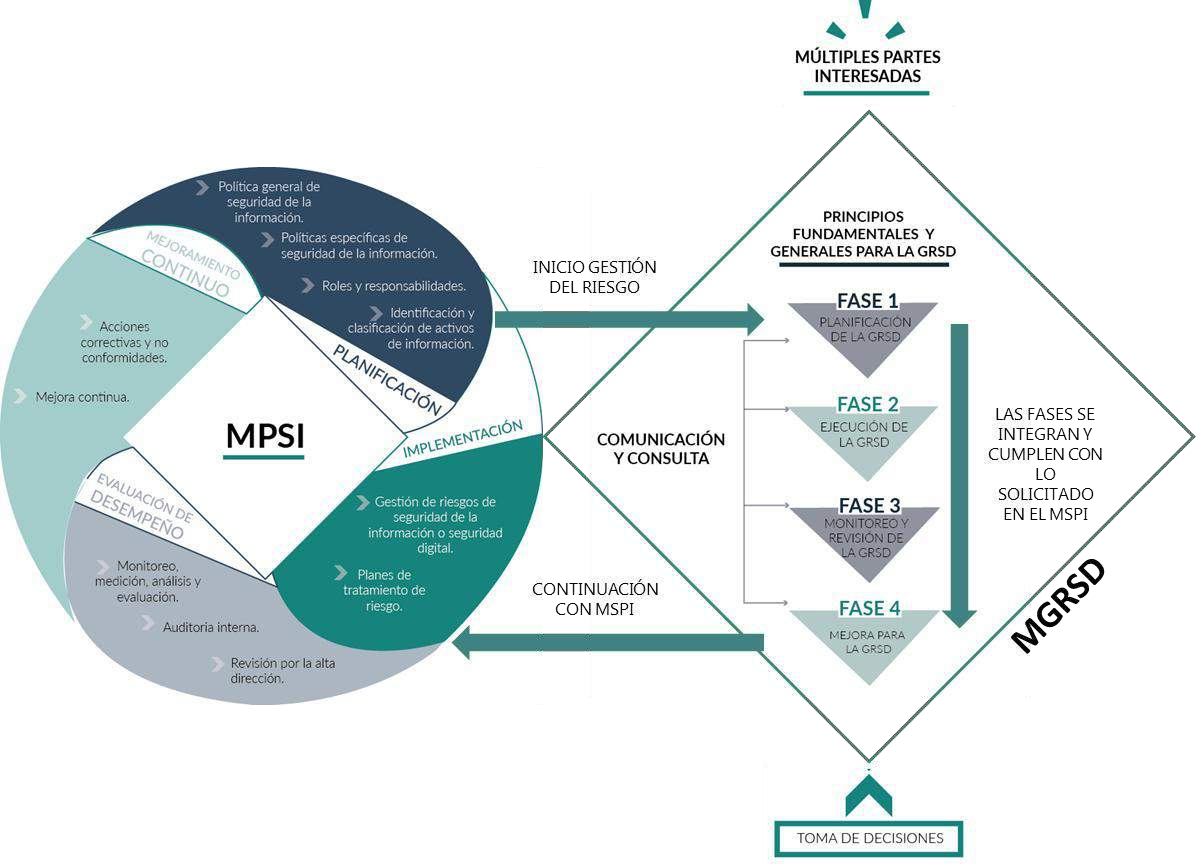 MÚLTIPLES PARTES
INTERESADAS
Política general de
seguridad de la
información.
Políticas específicas de
seguridad de la información.
Roles y responsabilidades.
Identificación y
clasificación de activos
de información.
PLANIFICACIÓN
MEJORAMIENTO
CONTINUO
Acciones
correctivas y no
conformidades.
Mejora continua.
MPSI
IMPLEMENTACIÓN
Gestión de riesgos de
seguridad de la
información o seguridad
digital.
Planes de
tratamiento de
riesgo.
EVALUACIÓN DE
DESEMPEÑO
Monitoreo,
medición, análisis y
evaluación.
Auditoria interna.
Revisión por la alta
dirección.
INICIO GESTIÓN
DEL RIESGO
CONTINUACIÓN
CON MSPI
PRINCIPIOS
FUNDAMENTALES Y
GENERALES PARA LA GRSD
COMUNICACIÓN
Y CONSULTA
FASE 1
PLANIFICACIÓN
DE LA GRSD
FASE 2
EJECUCIÓN DE
LA GRSD
FASE 3
MONITOREO Y
REVISIÓN DE
LA GRSD
FASE 4
MEJORA PARA
LA GRSD
LAS FASES SE
INTEGRAN Y
CUMPLEN CON
LO
SOLICITADO
EN EL MSPI
MGRSD
TOMA DE DECISIONES